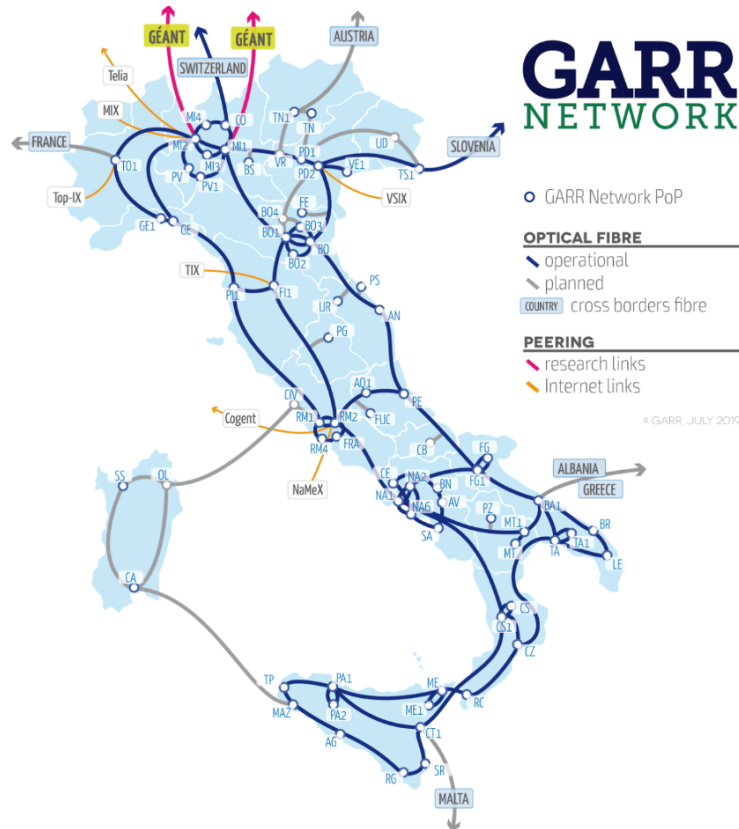 GÉANT
GÉANT
AUSTRIA
SWITZERLAND
Telia
MIX
FRANCE
Top-IX
SLOVENIA
VSIX
TIX
Cogent
NaMeX
ALBANIA
GREECE
MALTA
GARR
NETWORK
GARR Network PoP
OPTICAL FIBRE
operational
planned
COUNTRY cross borders fibre
PEERING
research links
Internet links
© GARR, JULY 2019
MI4
CO
MI2
MI1
MI3
PV
PV1
BS
TN1
TN
VR
PD1
PD2
UD
VE1
TS1
TO1
GE1
GE
FE
BO4
BO3
BO1
BO
BO2
PI1
FI1
PS
UR
AN
PG
CIV
RM1
RM2
RM4
FRA
AQ1
FUC
PE
CB
FG
FG1
CE
NA2
BN
NA1
NA6
AV
SA
PZ
MT1
MT
BA1
TA
TA1
BR
LE
SS
OL
CA
CS
CS1
CZ
TP
PA1
ME
ME1
RC
MAZ
PA2
AG
CT1
RG
SR